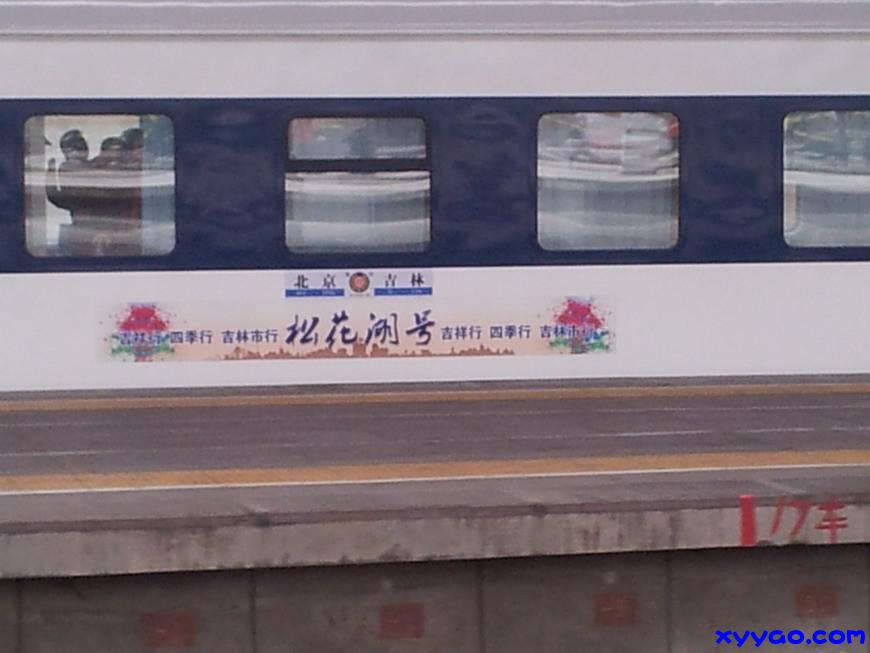 北京 吉林
吉祥行 四季行 吉林市行 松花湖号 吉祥行 四季行 吉林市行
17车
xyyao.com